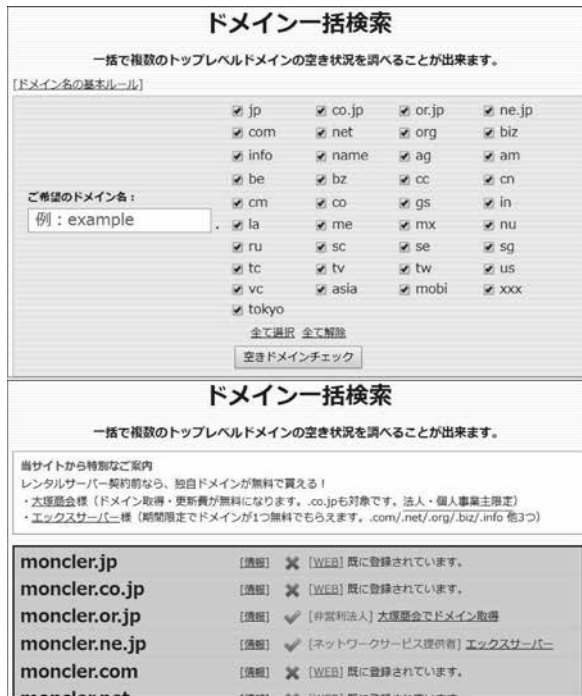 ドメイン一括検索
一括で複数のトップレベルドメインの空き状況を調べることが出来ます。
[ドメイン名の基本ルール]
jp co.jp or.jp ne.jp
com net org biz
info name ag am
be bz cc cn
ご希望のドメイン名：
cm co gs in
例：example . la me mx nu
ru sc se sg
tc tv tw us
vc asia mobi xxx
tokyo
全て選択 全て解除
空きドメインチェック
ドメイン一括検索
一括で複数のトップレベルドメインの空き状況を調べることが出来ます。
当サイトから特別なご案内
レンタルサーバー契約前なら、独自ドメインが無料で貰える！
・大塚商会様（ドメイン取得・更新費が無料になります。.co.jpも対象です。法人・個人事業主限定）
・エックスサーバー様（期間限定でドメインが1つ無料でもらえます。.com/.net/.org/.biz/.info 他3つ）
moncler.jp [情報] [WEB] 既に登録されています。
moncler.co.jp [情報] [WEB] 既に登録されています。
moncler.or.jp [情報] [非営利法人] 大塚商会でドメイン取得
moncler.ne.jp [情報] [ネットワークサービス提供者] エックスサーバー
moncler.com [情報] [WEB] 既に登録されています。